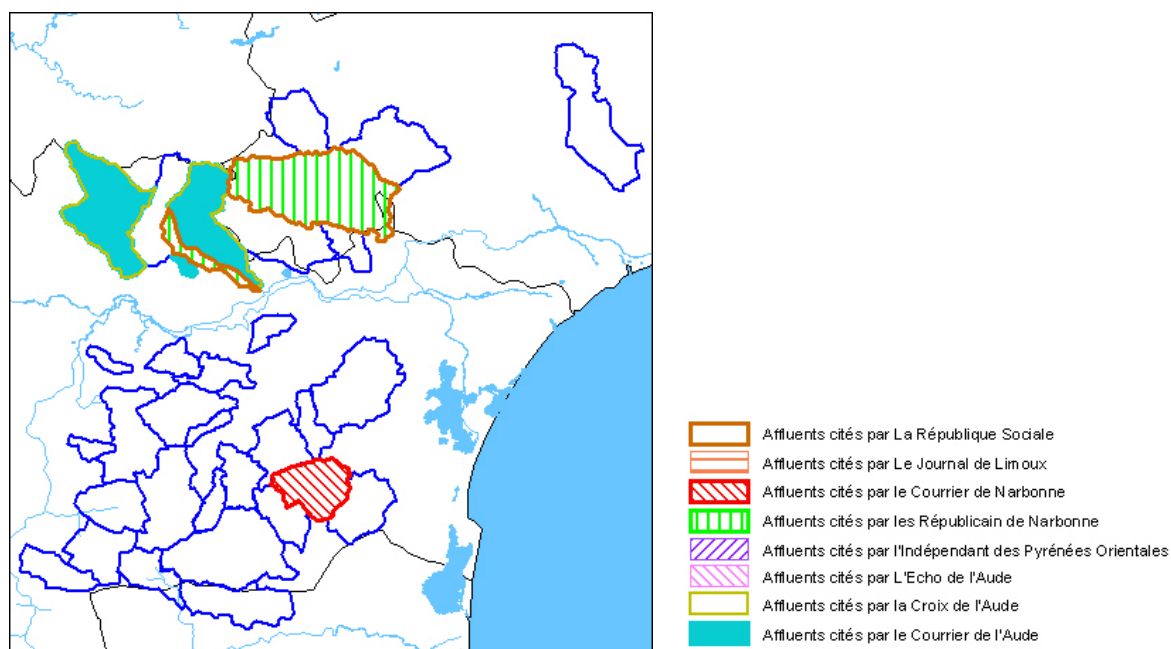 Affluents cités par La République Sociale
Affluents cités par Le Journal de Limoux
Affluents cités par le Courrier de Narbonne
Affluents cités par les Républicain de Narbonne
Affluents cités par l'Indépendant des Pyrénées Orientales
Affluents cités par L'Echo de l'Aude
Affluents cités par la Croix de l'Aude
Affluents cités par le Courrier de l'Aude